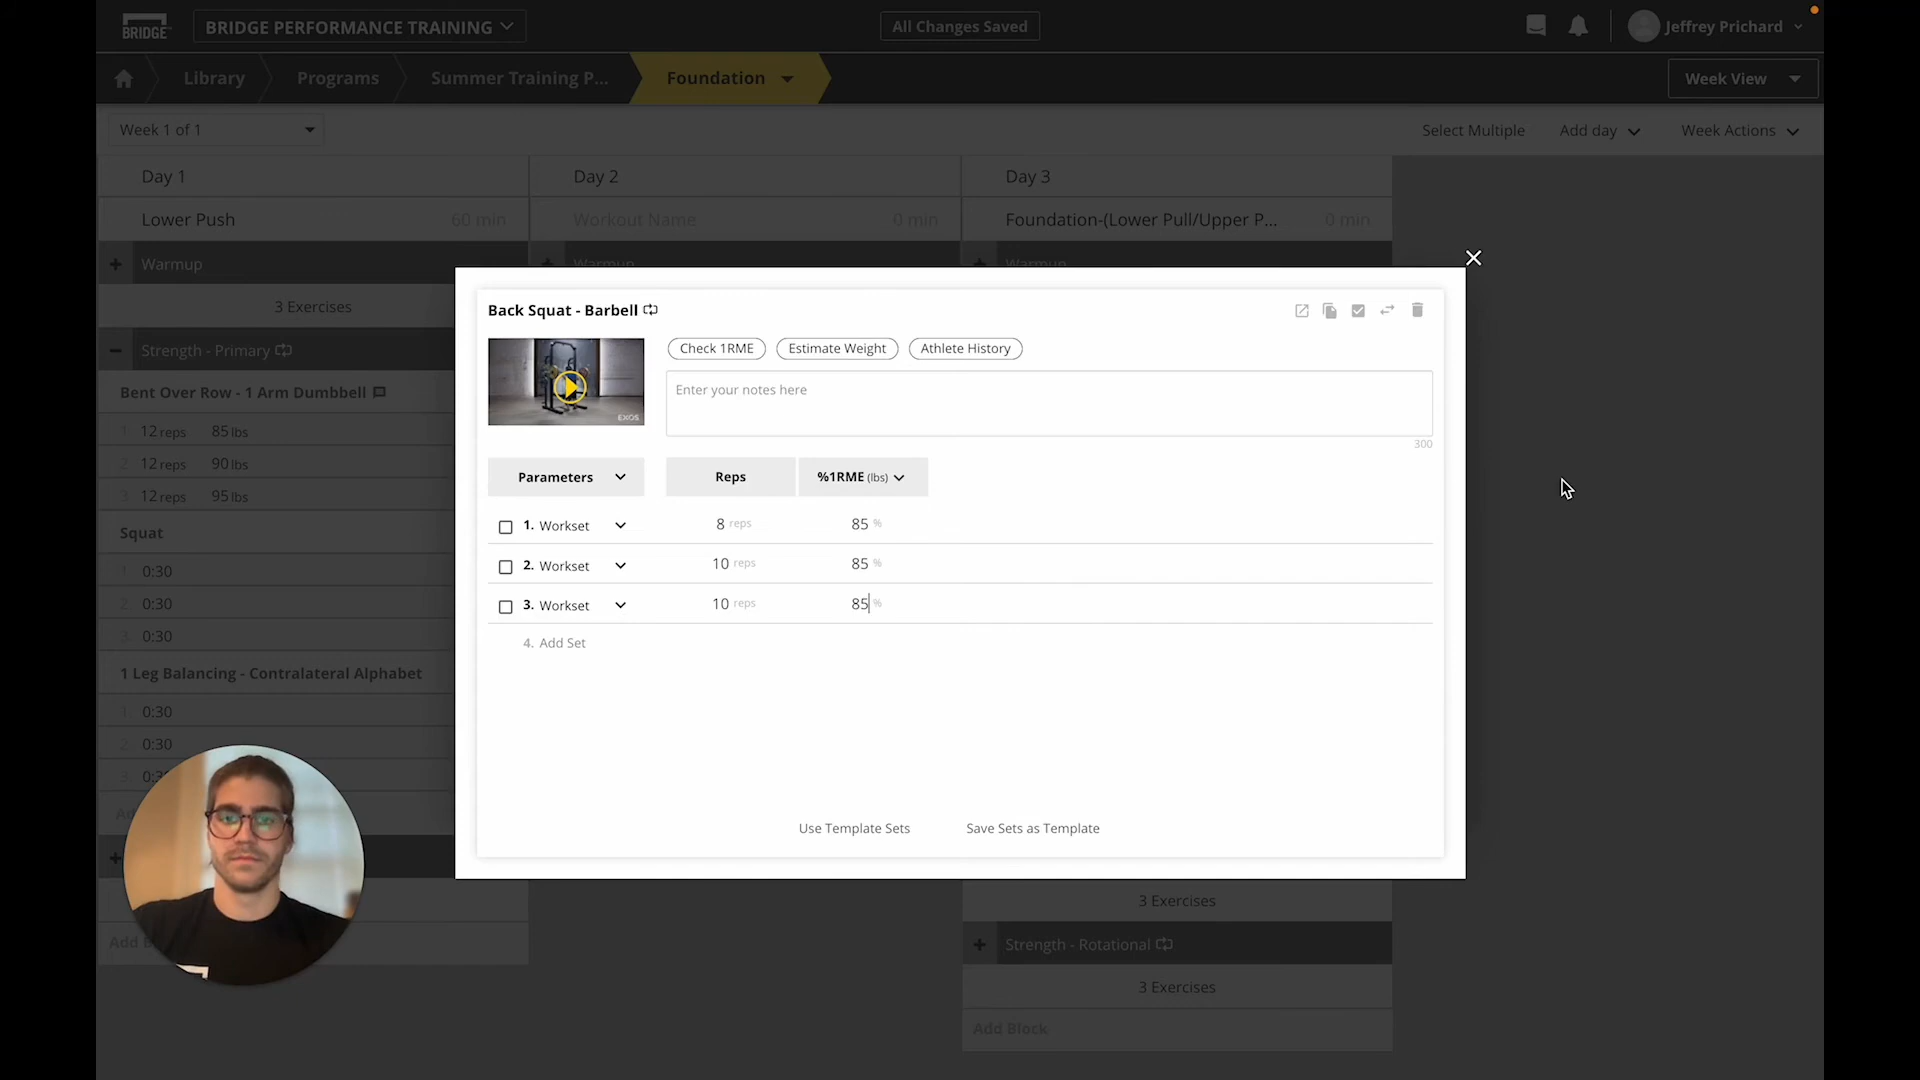 BRIDGE
BRIDGE PERFORMANCE TRAINING
All Changes Saved
Jeffrey Prichard
Library
Programs
Summer Training P...
Foundation
Week View
Week 1 of 1
Select Multiple
Add day
Week Actions
Day 1
Day 2
Day 3
Lower Push
60 min
Workout Name
0 min
Foundation-(Lower Pull/Upper P...
0 min
Warmup
Warmup
Warmup
3 Exercises
Strength - Primary
Bent Over Row - 1 Arm Dumbbell
1 12 reps 85 lbs
2 12 reps 90 lbs
3 12 reps 95 lbs
Squat
1 0:30
2 0:30
3 0:30
1 Leg Balancing - Contralateral Alphabet
1 0:30
2 0:30
3 0:3
Add B
Back Squat - Barbell
EXOS
Check 1RME
Estimate Weight
Athlete History
Enter your notes here
300
Parameters
Reps
%1RME (lbs)
1. Workset 8 reps 85 %
2. Workset 10 reps 85 %
3. Workset 10 reps 85 %
4. Add Set
Use Template Sets
Save Sets as Template
3 Exercises
Strength - Rotational
3 Exercises
Add Block